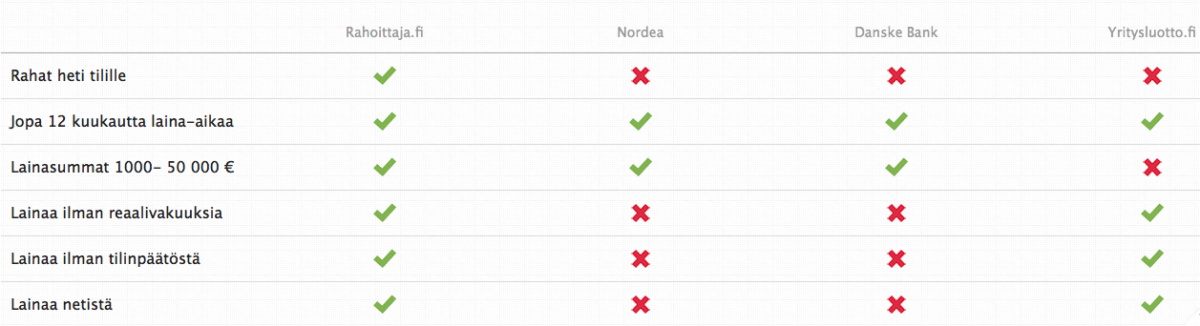 Rahoittaja.fi Nordea Danske Bank Yritysluotto.fi
Rahat heti tilille
Jopa 12 kuukautta laina-aikaa
Lainasummat 1000- 50 000 €
Lainaa ilman reaalivakuuksia
Lainaa ilman tilinpäätöstä
Lainaa netistä